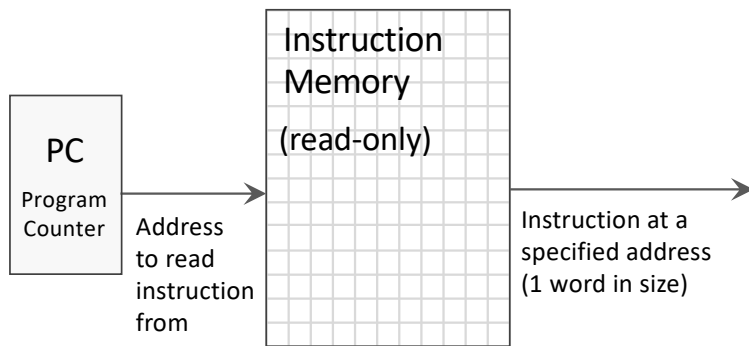 Instruction
Memory
(read-only)
PC
Program
Counter
Address
to read
instruction
from
Instruction at a
specified address
(1 word in size)